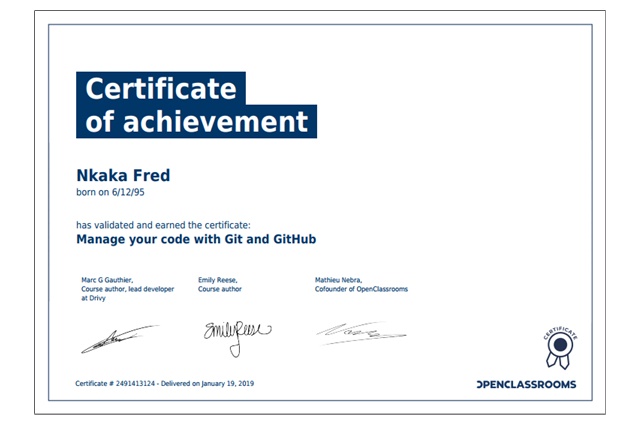 Certificate
of achievement
Nkaka Fred
born on 6/12/95
has validated and earned the certificate:
Manage your code with Git and GitHub
Marc G Gauthier,
Course author, lead developer
at Drivy
Emily Reese,
Course author
Mathieu Nebra,
Cofounder of OpenClassrooms
EmilyReese
CERTIFICATE
Certificate # 2491413124 - Delivered on January 19, 2019
OPENCLASSROOMS